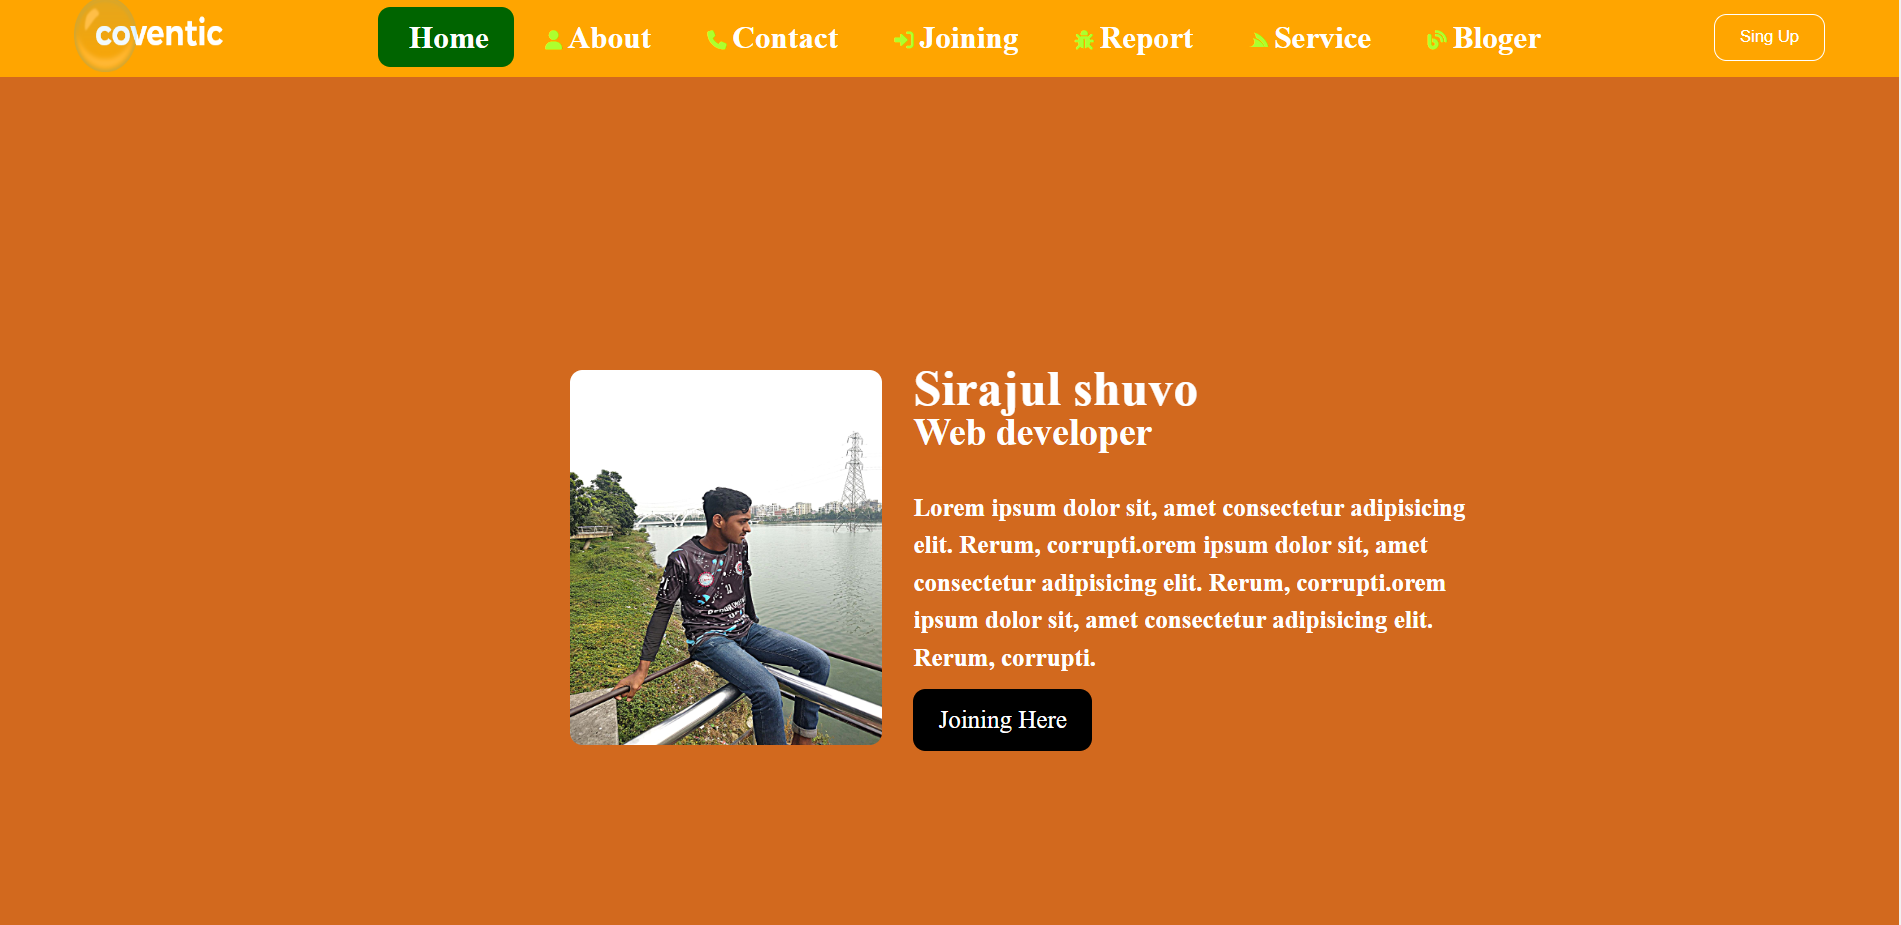 coventic
Home About Contact Joining Report Service Bloger
Sing Up
Sirajul shuvo
Web developer
Lorem ipsum dolor sit, amet consectetur adipisicing
elit. Rerum, corrupti.orem ipsum dolor sit, amet
consectetur adipisicing elit. Rerum, corrupti.orem
ipsum dolor sit, amet consectetur adipisicing elit.
Rerum, corrupti.
Joining Here